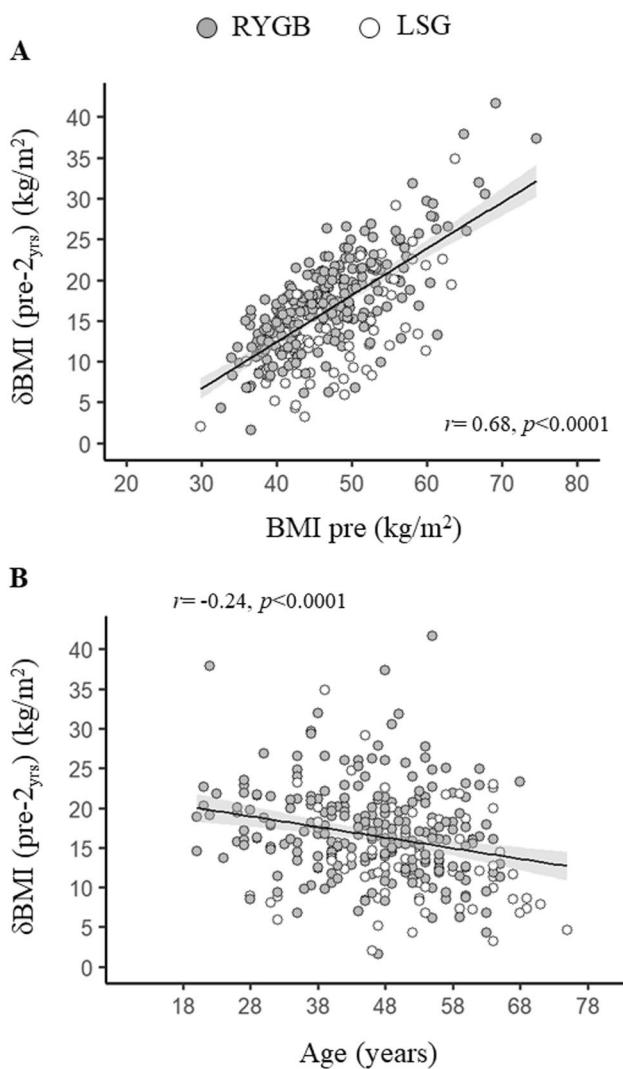 RYGB LSG
A
δBMI (pre-2yrs) (kg/m²)
40
35
30
25
20
15
10
5
0
r= 0.68, p<0.0001
20 30 40 50 60 70 80
BMI pre (kg/m²)
B
r= -0.24, p<0.0001
δBMI (pre-2yrs) (kg/m²)
40
35
30
25
20
15
10
5
0
18 28 38 48 58 68 78
Age (years)